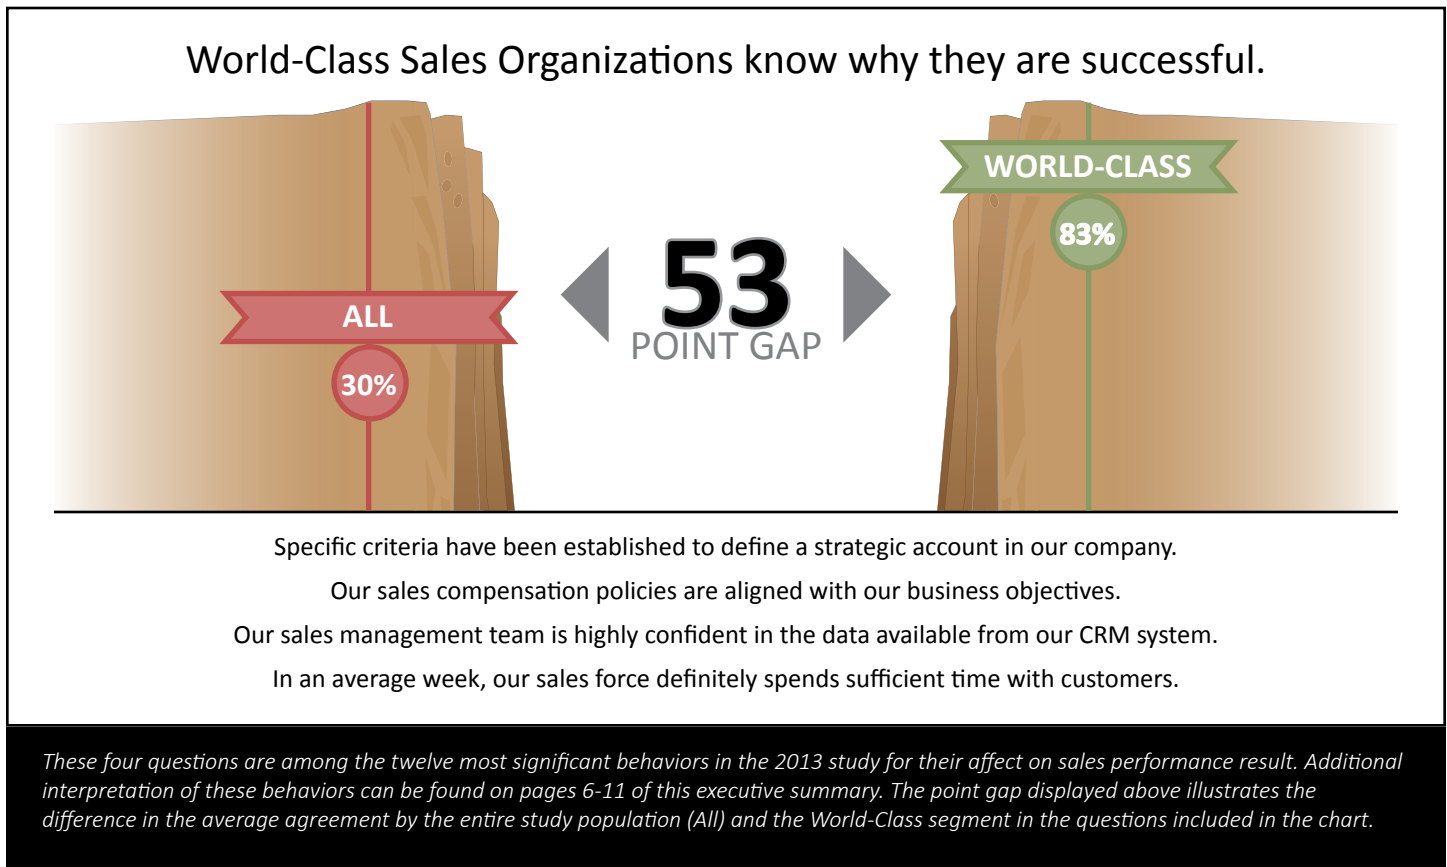 World-Class Sales Organizations know why they are successful.
WORLD-CLASS
83%
53
POINT GAP
ALL
30%
Specific criteria have been established to define a strategic account in our company.
Our sales compensation policies are aligned with our business objectives.
Our sales management team is highly confident in the data available from our CRM system.
In an average week, our sales force definitely spends sufficient time with customers.
These four questions are among the twelve most significant behaviors in the 2013 study for their affect on sales performance result. Additional
interpretation of these behaviors can be found on pages 6-11 of this executive summary. The point gap displayed above illustrates the
difference in the average agreement by the entire study population (All) and the World-Class segment in the questions included in the chart.